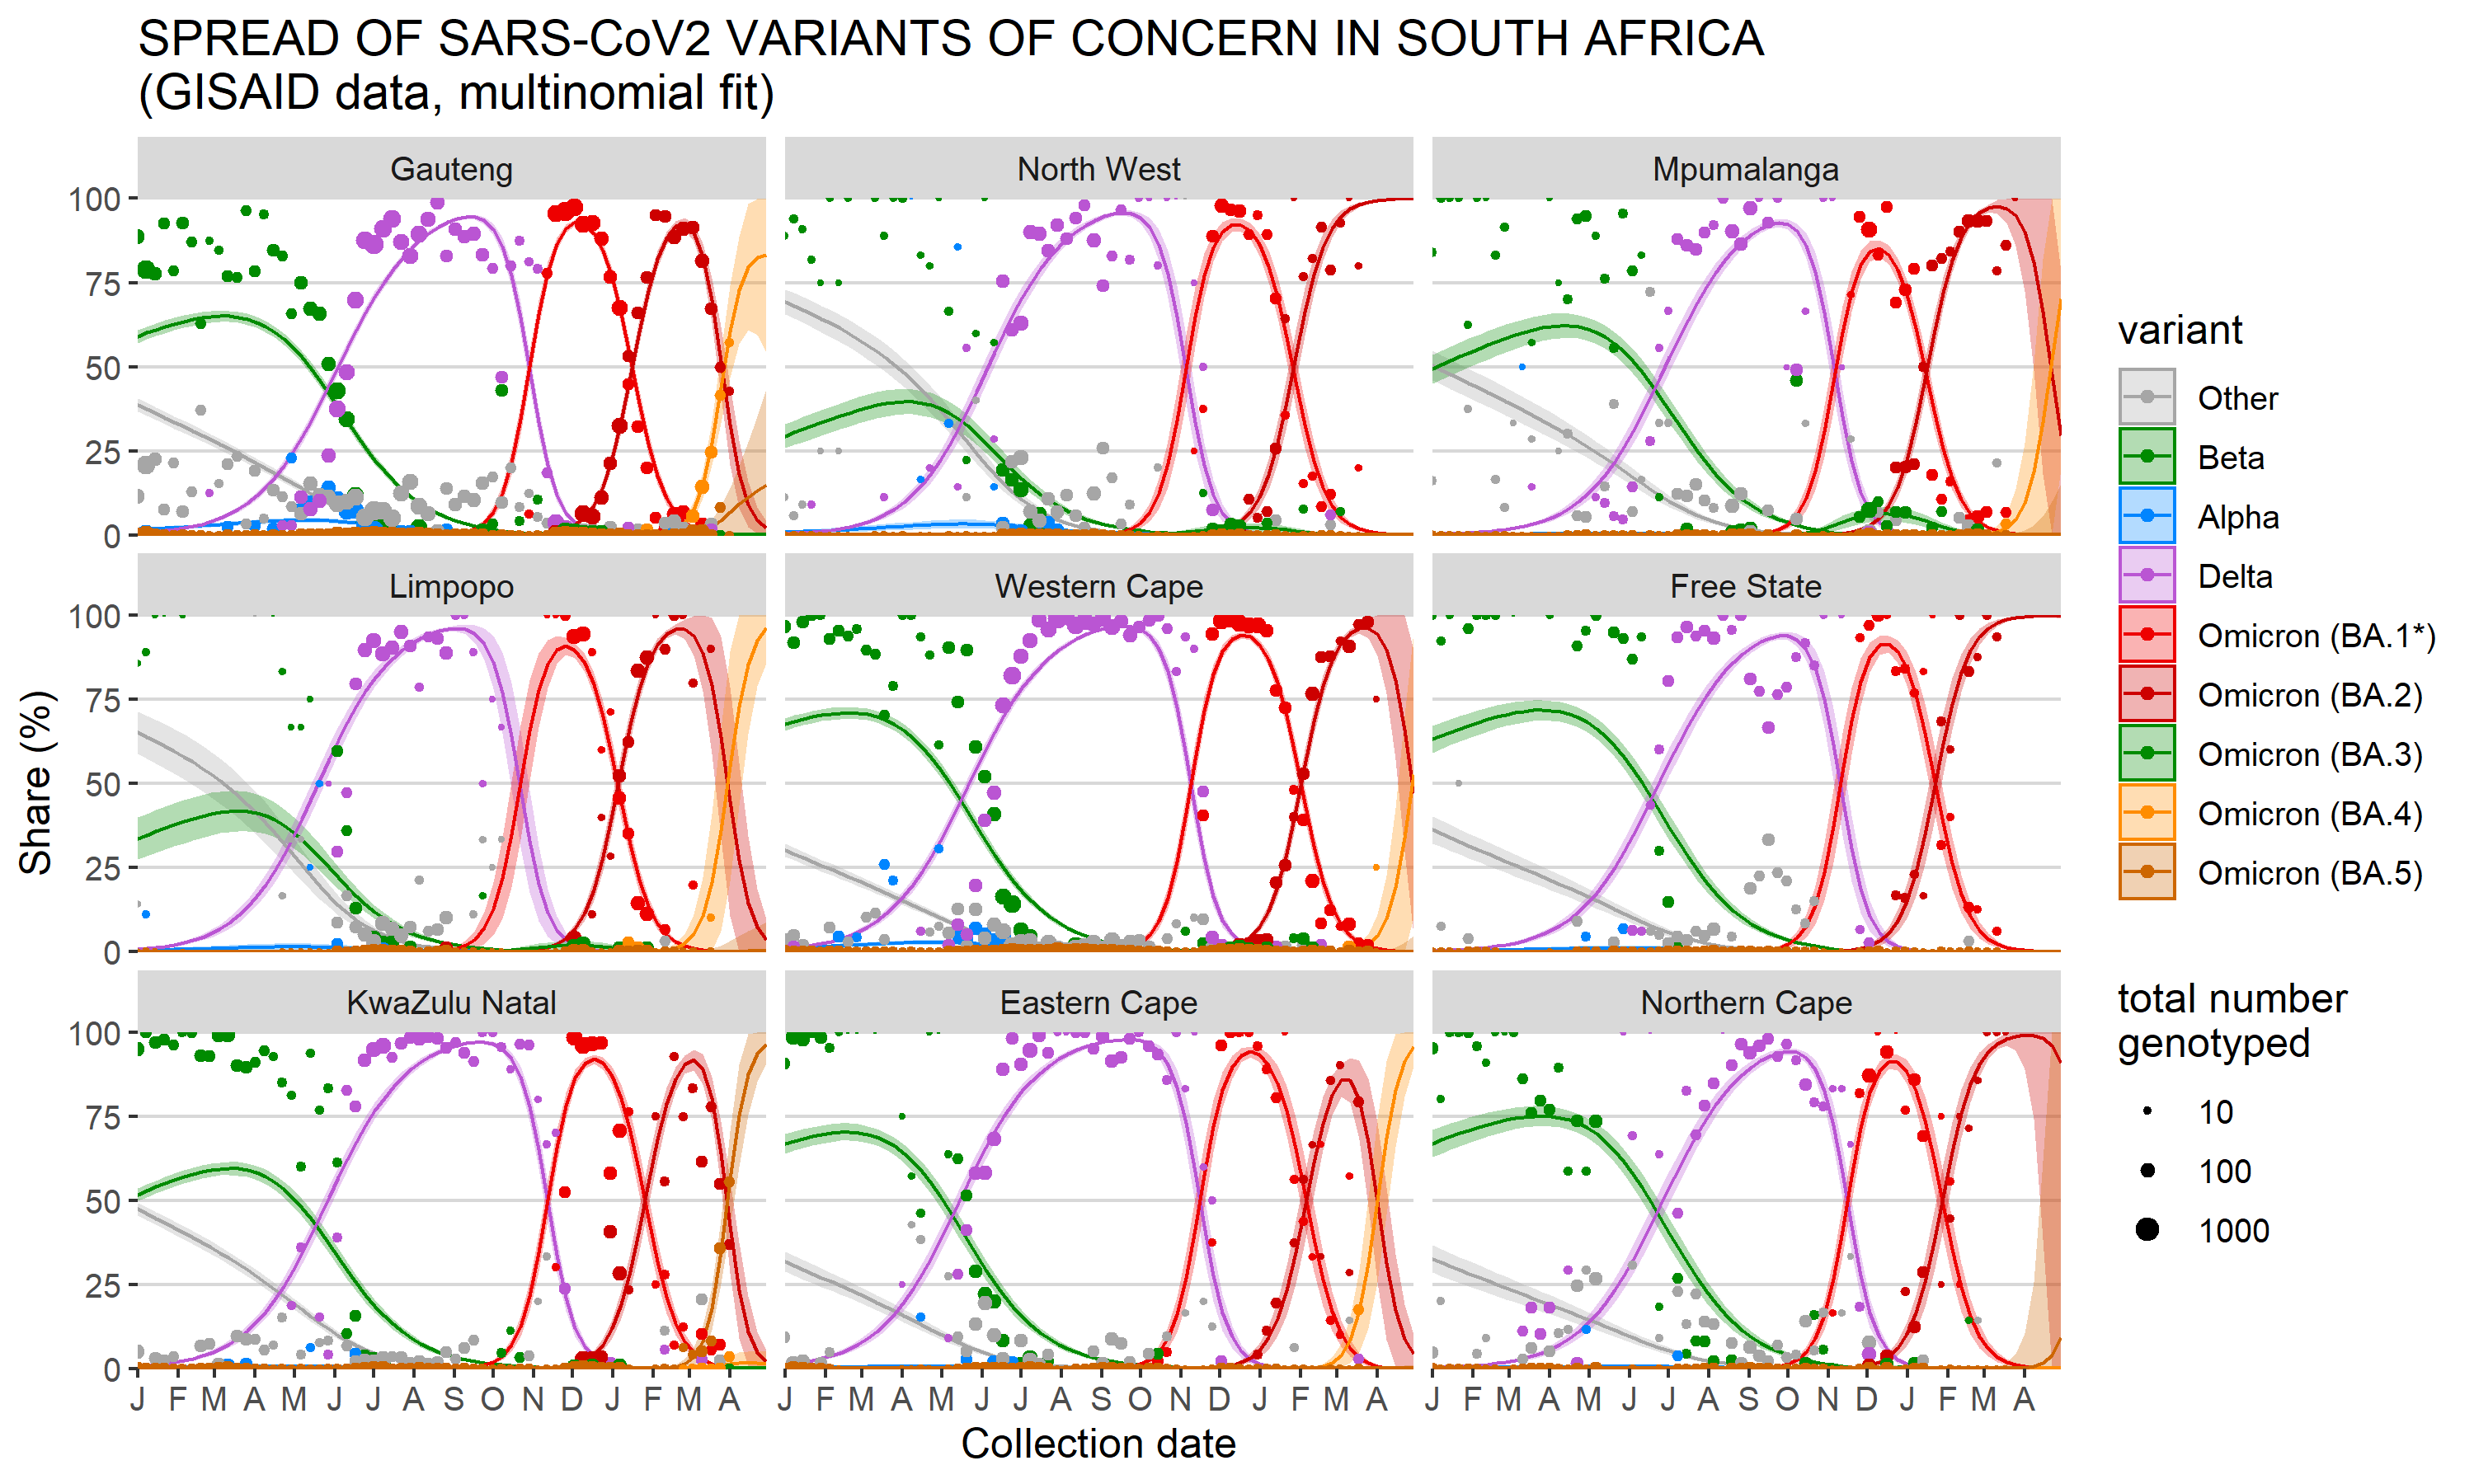 SPREAD OF SARS-CoV2 VARIANTS OF CONCERN IN SOUTH AFRICA
(GISAID data, multinomial fit)
Gauteng
North West
Mpumalanga
100
75
50
25
0
Limpopo
Western Cape
Free State
100
75
50
25
0
KwaZulu Natal
Eastern Cape
Northern Cape
100
75
50
25
0
J F M A M J J A S O N D J F M A
J F M A M J J A S O N D J F M A
J F M A M J J A S O N D J F M A
Share (%)
Collection date
variant
Other
Beta
Alpha
Delta
Omicron (BA.1*)
Omicron (BA.2)
Omicron (BA.3)
Omicron (BA.4)
Omicron (BA.5)
total number
genotyped
10
100
1000